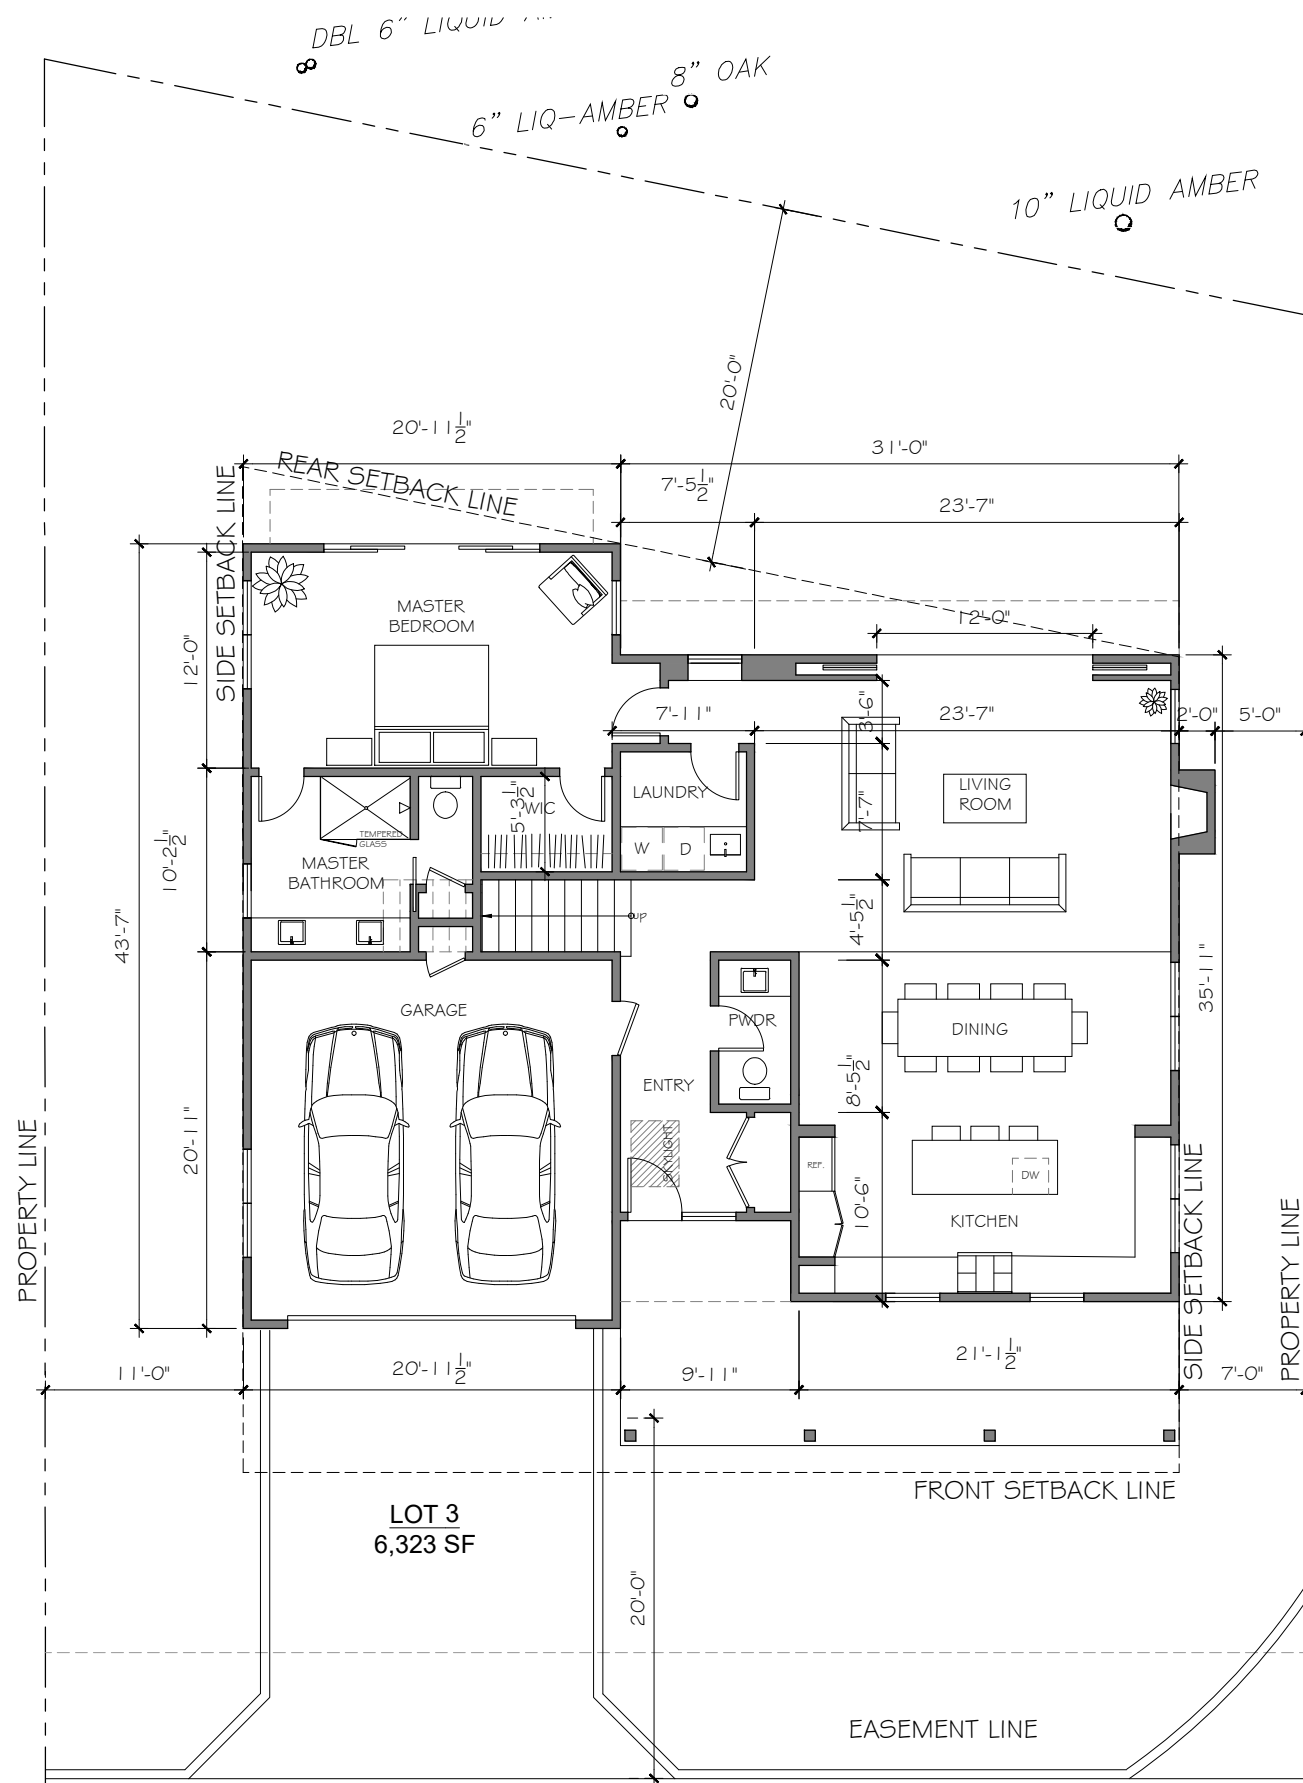 DBL 6” LIQUID
8” OAK
6” LIQ-AMBER
10” LIQUID AMBER
20'-0"
20'-11 1/2"
31'-0"
REAR SETBACK LINE
7'-5 1/2"
23'-7"
SIDE SETBACK LINE
12'-0"
MASTER
BEDROOM
12'-0"
7'-11"
3'-6"
23'-7"
2'-0"
5'-0"
LIVING
ROOM
LAUNDRY
WIC
5'-3 1/2"
7'-7"
W
D
TEMPERED
GLASS
MASTER
BATHROOM
10'-2 1/2"
UP
4'-5 1/2"
43'-7"
35'-11"
GARAGE
PWDR
DINING
ENTRY
8'-5 1/2"
SKYLIGHT
20'-11"
REF.
DW
10'-6"
KITCHEN
PROPERTY LINE
SIDE SETBACK LINE
PROPERTY LINE
11'-0"
20'-11 1/2"
9'-11"
21'-1 1/2"
7'-0"
FRONT SETBACK LINE
LOT 3
6,323 SF
20'-0"
EASEMENT LINE